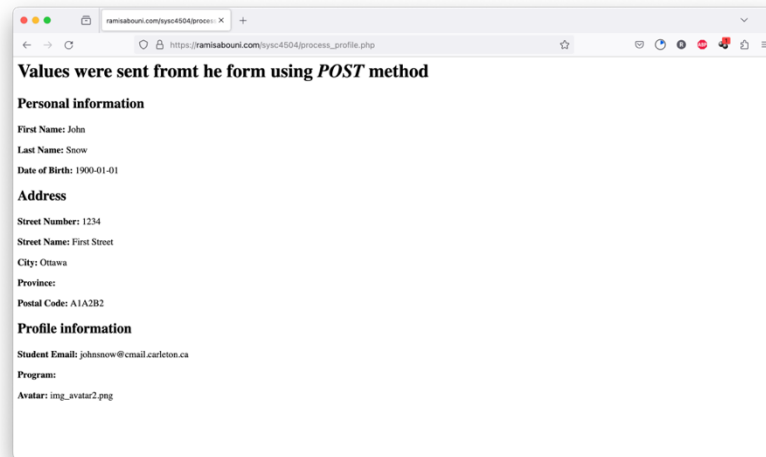 ramisabouni.com/sysc4504/proces
https://ramisabouni.com/sysc4504/process_profile.php
Values were sent fromt he form using POST method
Personal information
First Name: John
Last Name: Snow
Date of Birth: 1900-01-01
Address
Street Number: 1234
Street Name: First Street
City: Ottawa
Province:
Postal Code: A1A2B2
Profile information
Student Email: johnsnow@cmail.carleton.ca
Program:
Avatar: img_avatar2.png